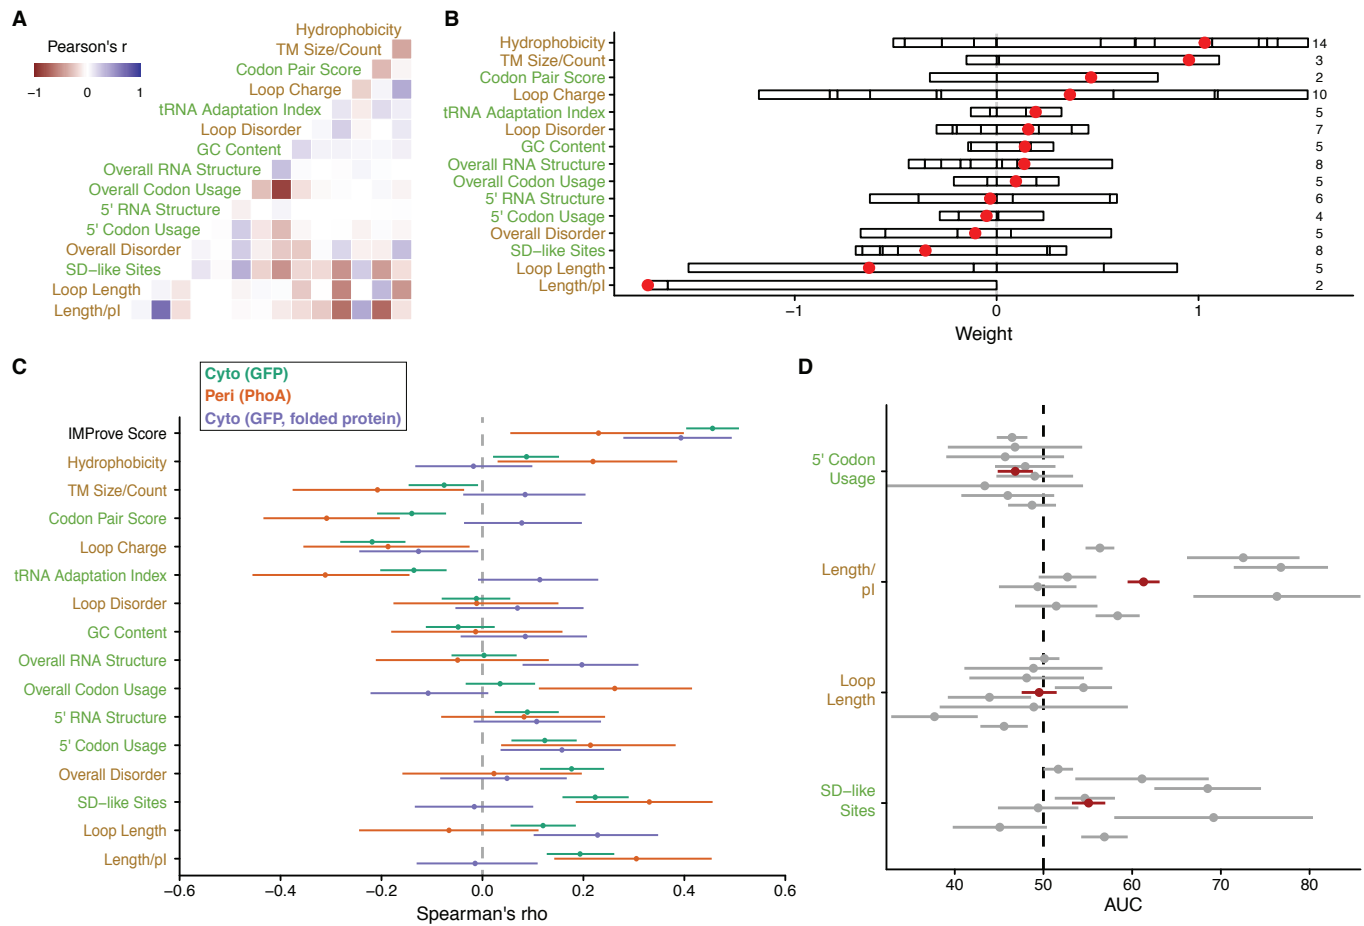 A
Hydrophobicity
TM Size/Count
Codon Pair Score
Loop Charge
tRNA Adaptation Index
Loop Disorder
GC Content
Overall RNA Structure
Overall Codon Usage
5' RNA Structure
5' Codon Usage
Overall Disorder
SD−like Sites
Loop Length
Length/pI
Pearson's r
−1 0 1
B
Hydrophobicity 14
TM Size/Count 3
Codon Pair Score 2
Loop Charge 10
tRNA Adaptation Index 5
Loop Disorder 7
GC Content 5
Overall RNA Structure 8
Overall Codon Usage 5
5' RNA Structure 6
5' Codon Usage 4
Overall Disorder 5
SD−like Sites 8
Loop Length 5
Length/pI 2
−1 0 1
Weight
C
Cyto (GFP)
Peri (PhoA)
Cyto (GFP, folded protein)
IMProve Score
Hydrophobicity
TM Size/Count
Codon Pair Score
Loop Charge
tRNA Adaptation Index
Loop Disorder
GC Content
Overall RNA Structure
Overall Codon Usage
5' RNA Structure
5' Codon Usage
Overall Disorder
SD−like Sites
Loop Length
Length/pI
−0.6 −0.4 −0.2 0.0 0.2 0.4 0.6
Spearman's rho
D
5' Codon
Usage
Length/
pI
Loop
Length
SD−like
Sites
40 50 60 70 80
AUC